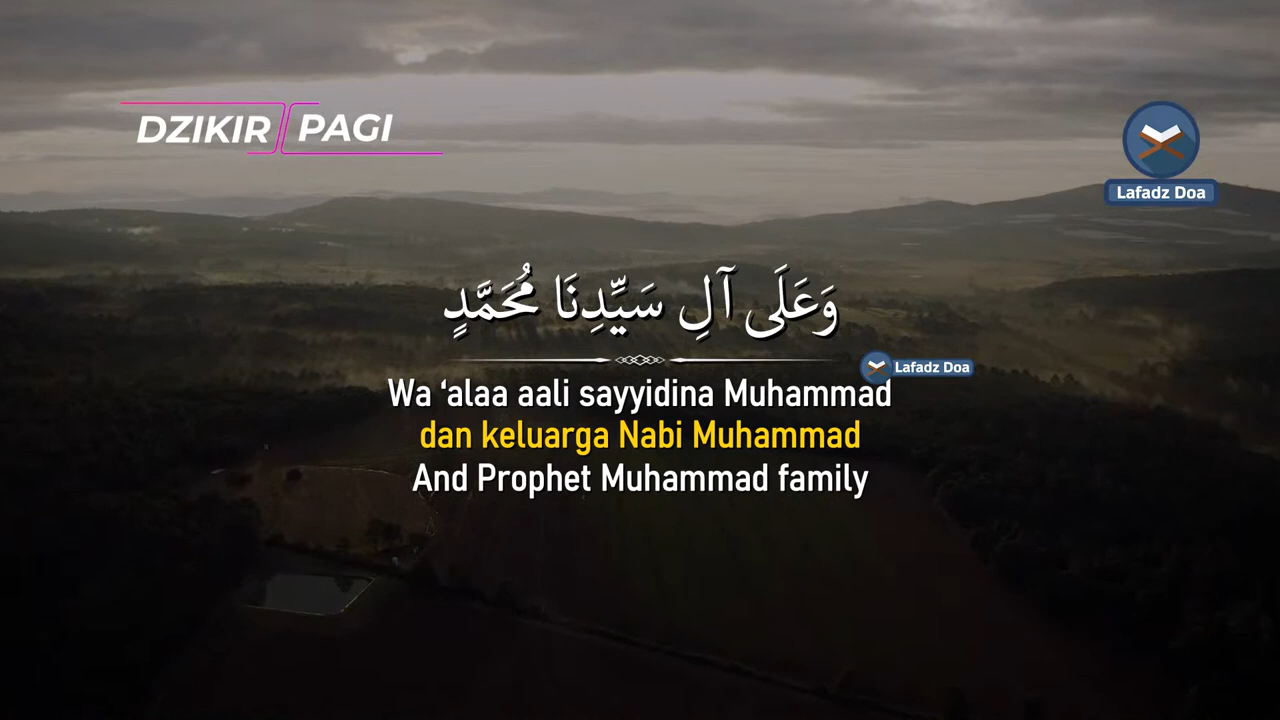 DZIKIR PAGI
Lafadz Doa
وَعَلَى آلِ سَيِّدِنَا مُحَمَّدٍ
Lafadz Doa
Wa ‘alaa aali sayyidina Muhammad
dan keluarga Nabi Muhammad
And Prophet Muhammad family